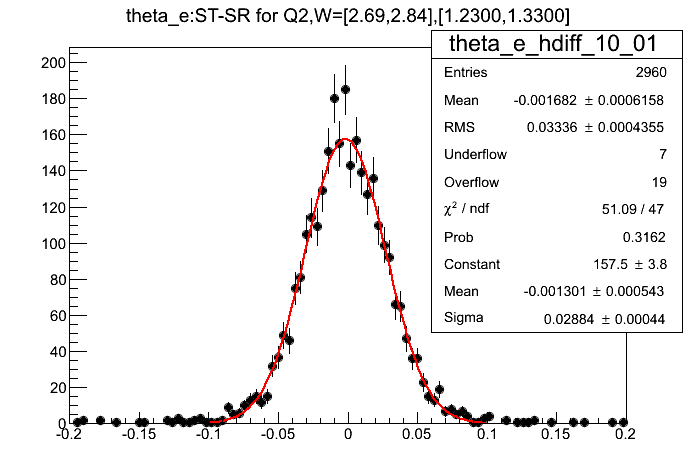 theta_e:ST-SR for Q2,W=[2.69,2.84],[1.2300,1.3300]
theta_e_hdiff_10_01
Entries 2960
Mean -0.001682 ± 0.0006158
RMS 0.03336 ± 0.0004355
Underflow 7
Overflow 19
χ² / ndf 51.09 / 47
Prob 0.3162
Constant 157.5 ± 3.8
Mean -0.001301 ± 0.000543
Sigma 0.02884 ± 0.00044
200
180
160
140
120
100
80
60
40
20
0
-0.2 -0.15 -0.1 -0.05 0 0.05 0.1 0.15 0.2